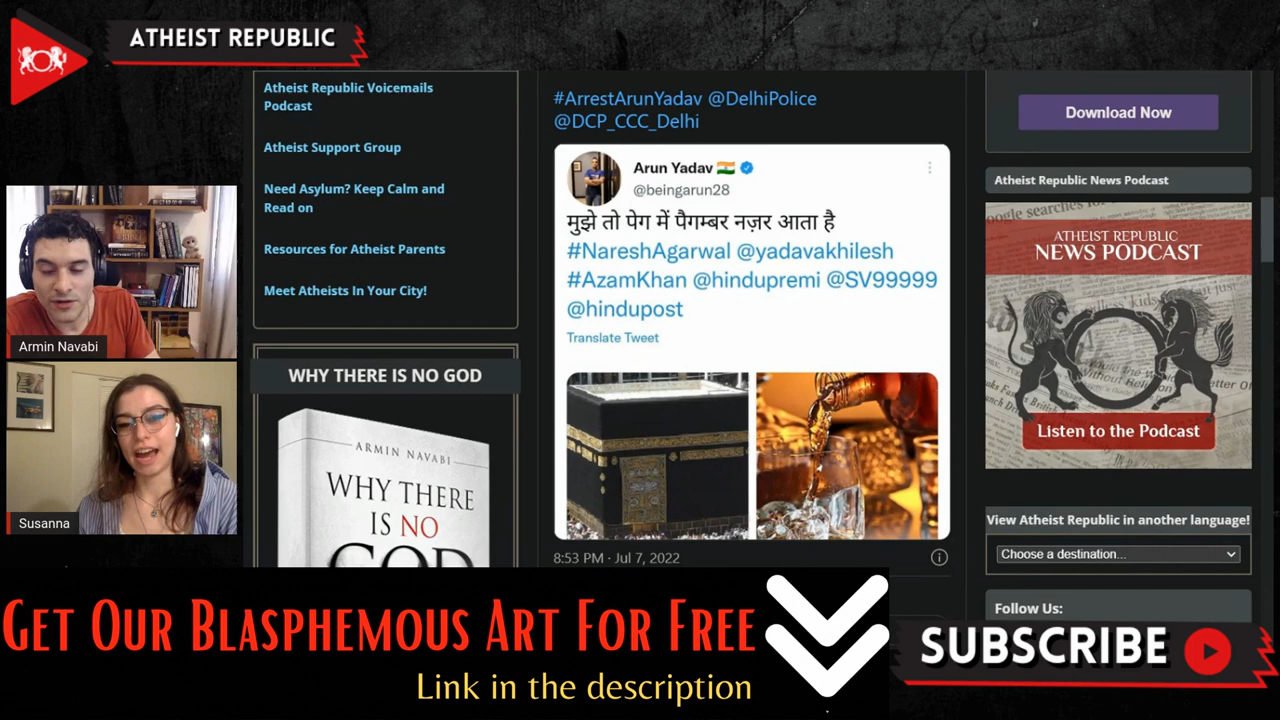 ATHEIST REPUBLIC
Armin Navabi
Susanna
Atheist Republic Voicemails
Podcast
Atheist Support Group
Need Asylum? Keep Calm and
Read on
Resources for Atheist Parents
Meet Atheists In Your City!
WHY THERE IS NO GOD
ARMIN NAVABI
WHY THERE
IS NO
GOD
#ArrestArunYadav @DelhiPolice
@DCP_CCC_Delhi
Arun Yadav
@beingarun28
मुझे तो पेग में पैगम्बर नज़र आता है
#NareshAgarwal @yadavakhilesh
#AzamKhan @hindupremi @SV99999
@hindupost
Translate Tweet
8:53 PM · Jul 7, 2022
Download Now
Atheist Republic News Podcast
ATHEIST REPUBLIC
NEWS PODCAST
Listen to the Podcast
View Atheist Republic in another language!
Choose a destination...
Follow Us:
GET OUR BLASPHEMOUS ART FOR FREE
Link in the description
SUBSCRIBE